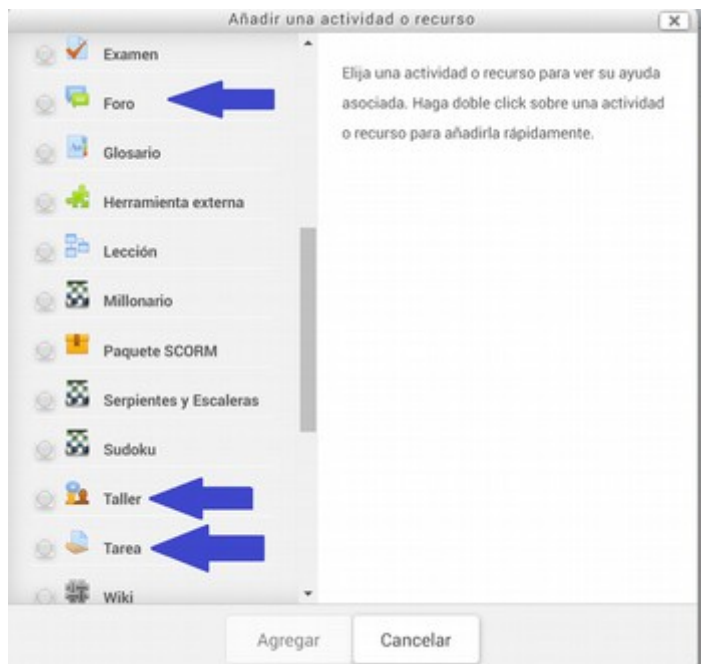 Añadir una actividad o recurso
Examen
Foro
Glosario
Herramienta externa
Lección
Millonario
Paquete SCORM
Serpientes y Escaleras
Sudoku
Taller
Tarea
Wiki
Elija una actividad o recurso para ver su ayuda
asociada. Haga doble click sobre una actividad
o recurso para añadirla rápidamente.
Agregar
Cancelar